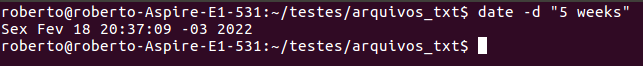 roberto@roberto-Aspire-E1-531:~/testes/arquivos_txt$ date -d "5 weeks"
Sex Fev 18 20:37:09 -03 2022
roberto@roberto-Aspire-E1-531:~/testes/arquivos_txt$